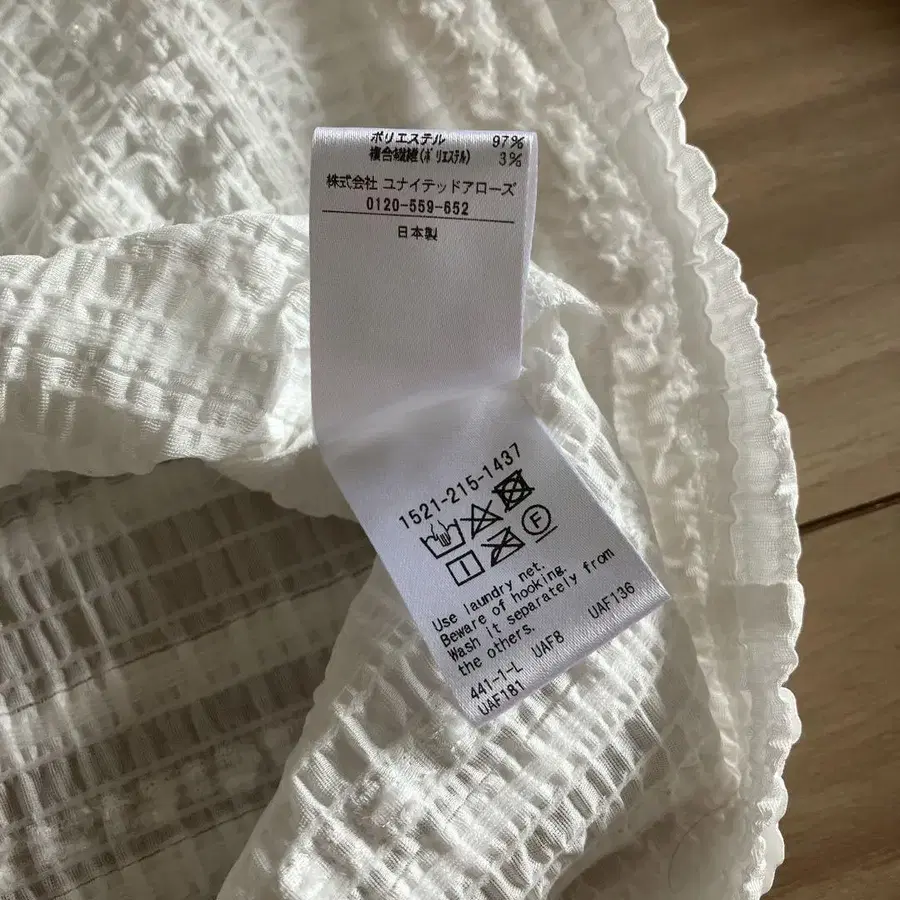 ポリエステル 97%
複合繊維(ポリエステル) 3%
株式会社 ユナイテッドアローズ
0120-559-652
日本製
1521-215-1437
F
Use laundry net.
Beware of hooking.
Wash it separately from
the others.
441-1-L UAF8 UAF136
UAF181